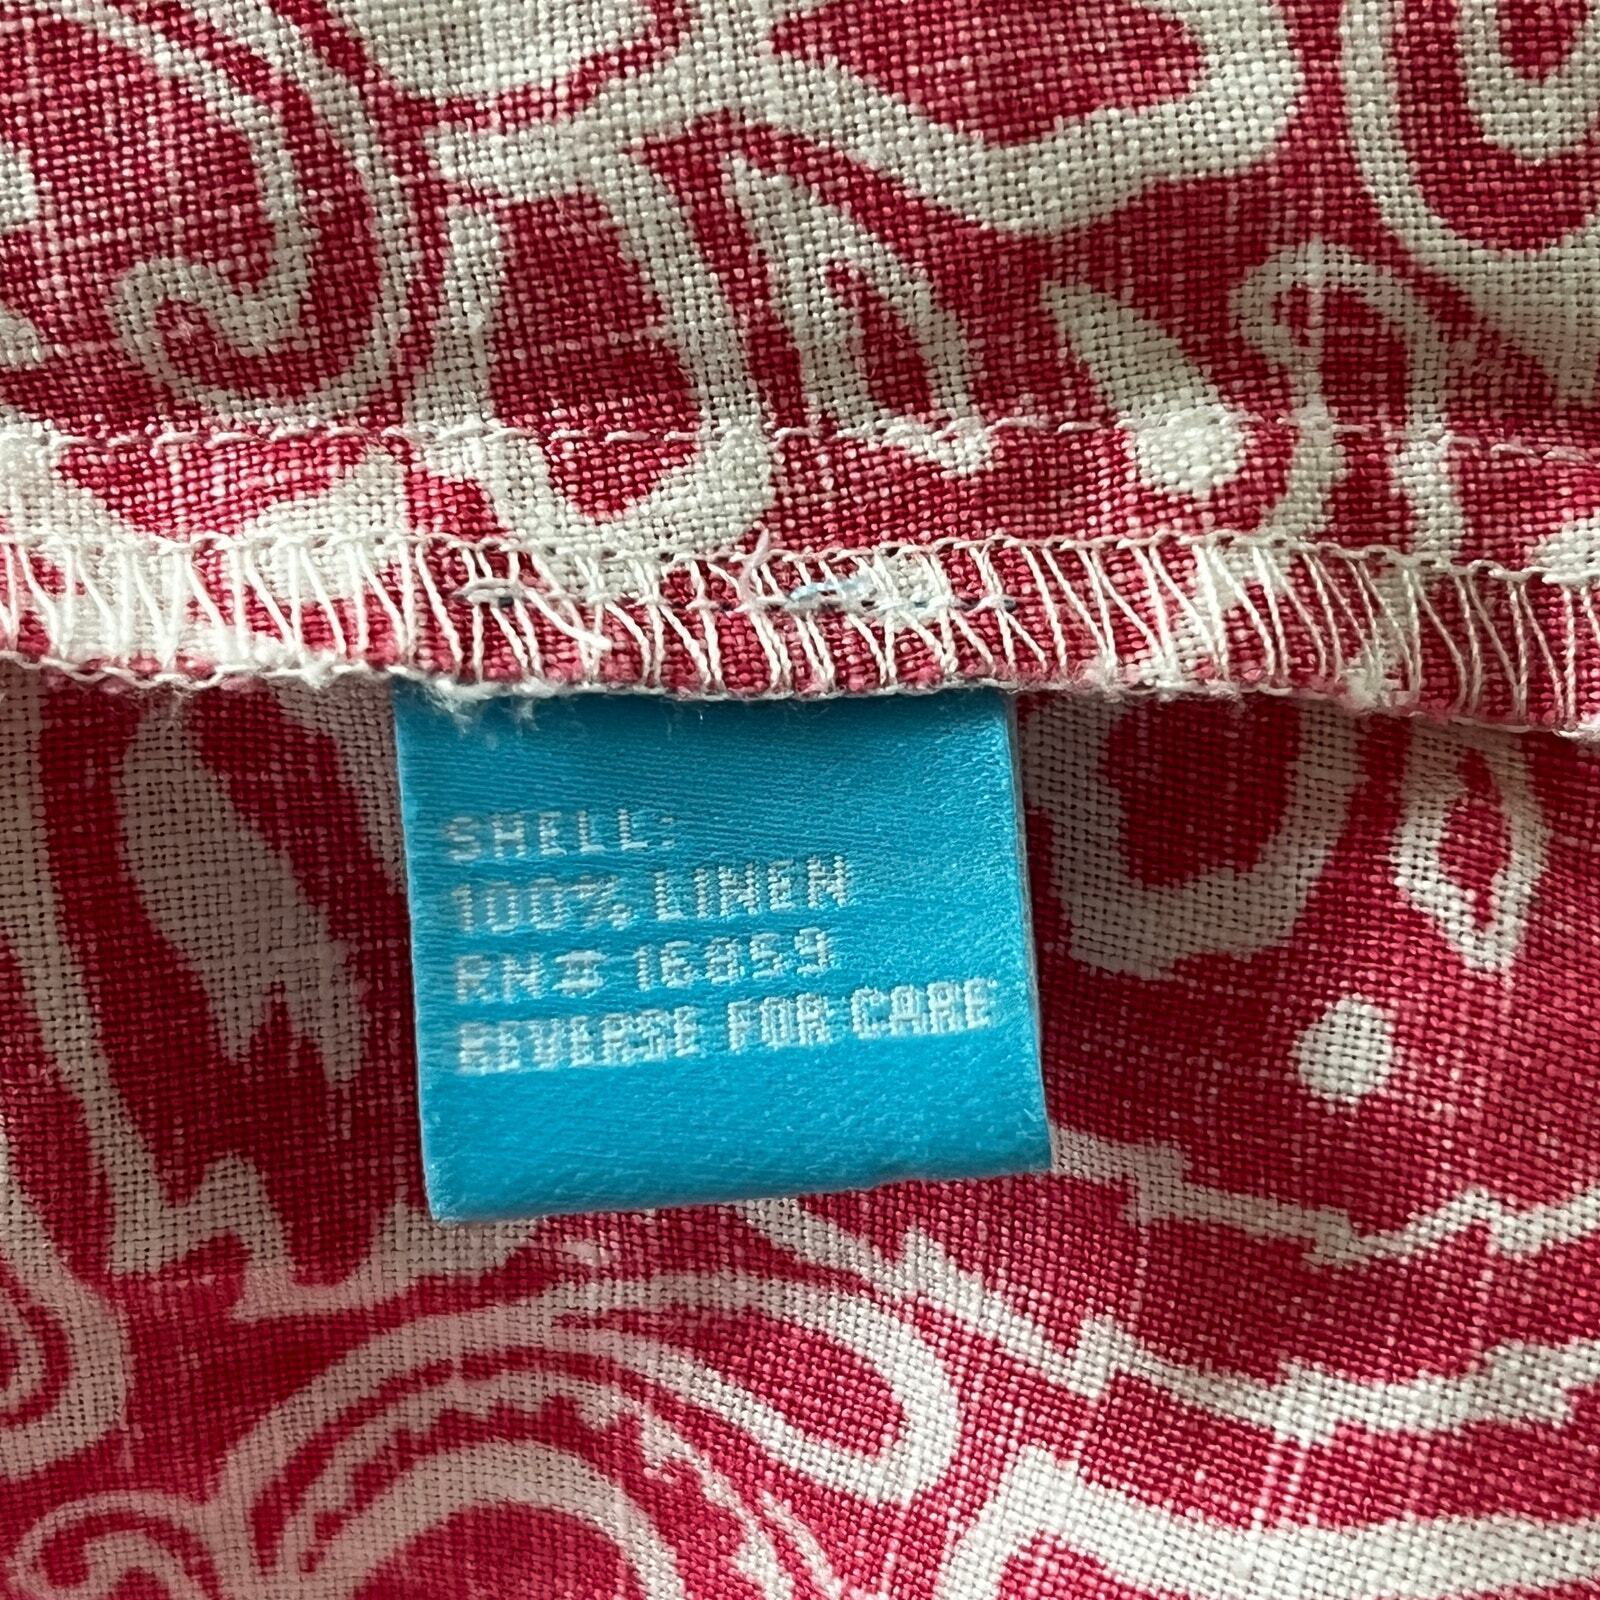 SHELL:
100% LINEN
RN# 16859
REVERSE FOR CARE